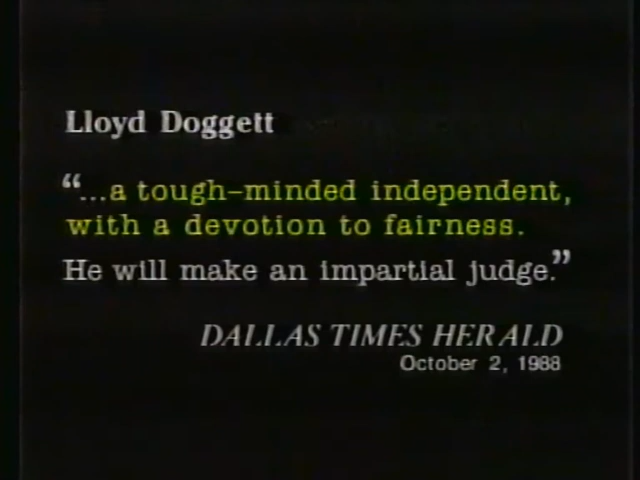 Lloyd Doggett
“...a tough-minded independent,
with a devotion to fairness.
He will make an impartial judge.”
DALLAS TIMES HERALD
October 2, 1988